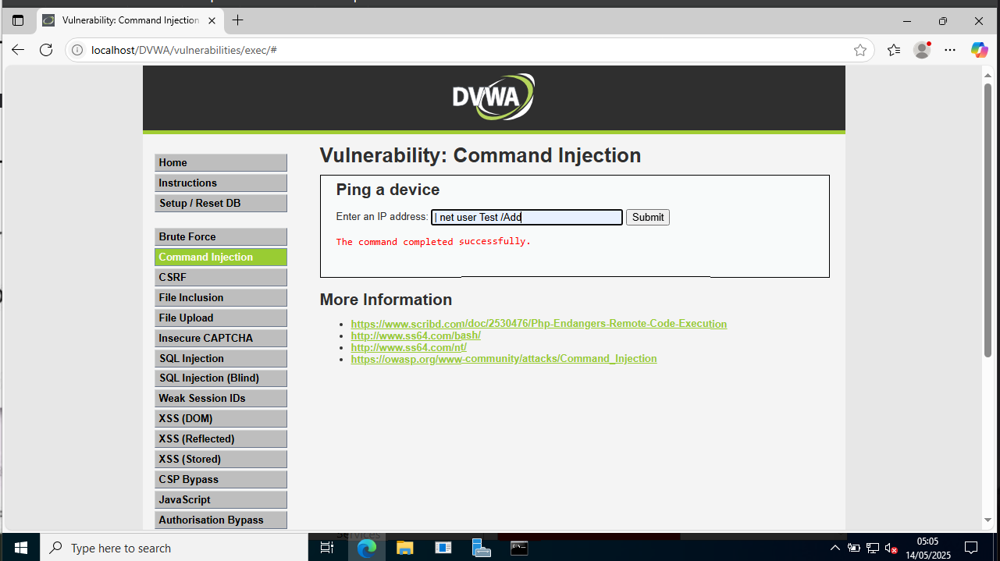 Vulnerability: Command Injection
localhost/DVWA/vulnerabilities/exec/#
DVWA
Home
Instructions
Setup / Reset DB
Brute Force
Command Injection
CSRF
File Inclusion
File Upload
Insecure CAPTCHA
SQL Injection
SQL Injection (Blind)
Weak Session IDs
XSS (DOM)
XSS (Reflected)
XSS (Stored)
CSP Bypass
JavaScript
Authorisation Bypass
Vulnerability: Command Injection
Ping a device
Enter an IP address: | net user Test /Add Submit
The command completed successfully.
More Information
https://www.scribd.com/doc/2530476/Php-Endangers-Remote-Code-Execution
http://www.ss64.com/bash/
http://www.ss64.com/nt/
https://owasp.org/www-community/attacks/Command_Injection
Services
Type here to search
05:05
14/05/2025